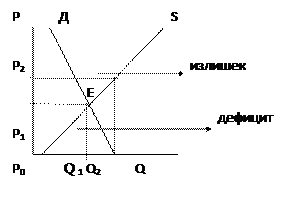 P Д S
P2 излишек
E
дефицит
P1
P0 Q1 Q2 Q